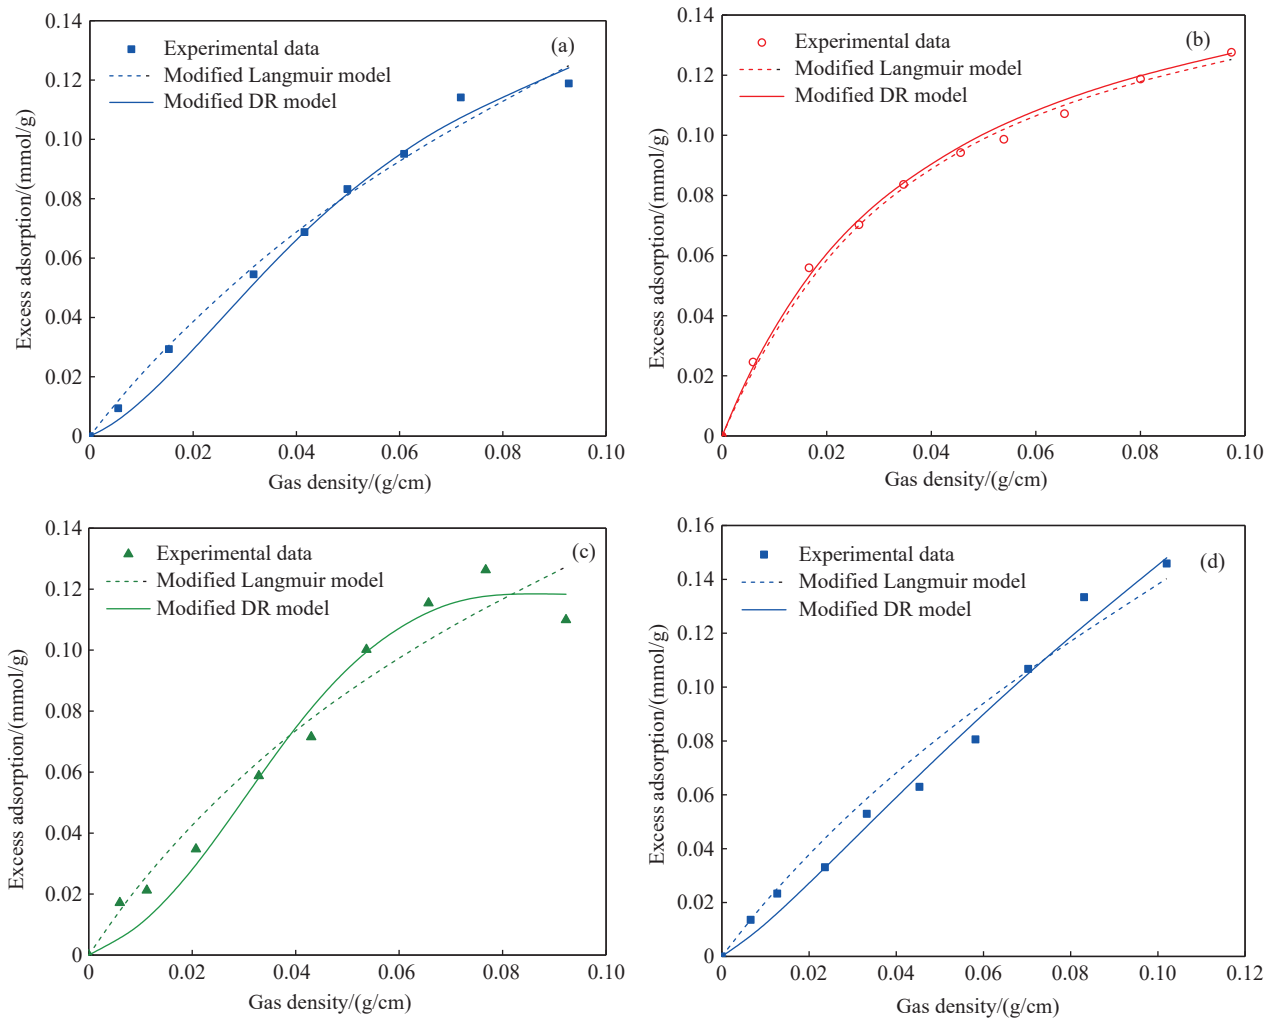 0.14
0.12
0.10
0.08
0.06
0.04
0.02
0
Excess adsorption/(mmol/g)
Experimental data
Modified Langmuir model
Modified DR model
(a)
0 0.02 0.04 0.06 0.08 0.10
Gas density/(g/cm)
0.14
0.12
0.10
0.08
0.06
0.04
0.02
0
Excess adsorption/(mmol/g)
Experimental data
Modified Langmuir model
Modified DR model
(b)
0 0.02 0.04 0.06 0.08 0.10
Gas density/(g/cm)
0.14
0.12
0.10
0.08
0.06
0.04
0.02
0
Excess adsorption/(mmol/g)
Experimental data
Modified Langmuir model
Modified DR model
(c)
0 0.02 0.04 0.06 0.08 0.10
Gas density/(g/cm)
0.16
0.14
0.12
0.10
0.08
0.06
0.04
0.02
0
Excess adsorption/(mmol/g)
Experimental data
Modified Langmuir model
Modified DR model
(d)
0 0.02 0.04 0.06 0.08 0.10 0.12
Gas density/(g/cm)